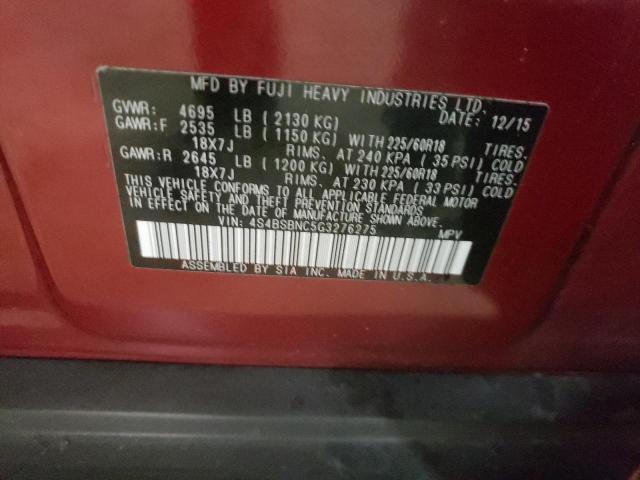 MFD BY FUJI HEAVY INDUSTRIES LTD.
GVWR: 4695 LB ( 2130 KG) DATE: 12/15
GAWR:F 2535 LB ( 1150 KG) WITH 225/60R18 TIRES.
18X7J RIMS. AT 240 KPA ( 35 PSI) COLD
GAWR:R 2645 LB ( 1200 KG) WITH 225/60R18 TIRES.
18X7J RIMS. AT 230 KPA ( 33 PSI) COLD
THIS VEHICLE CONFORMS TO ALL APPLICABLE FEDERAL MOTOR
VEHICLE SAFETY AND THEFT PREVENTION STANDARDS
IN EFFECT ON THE DATE OF MANUFACTURE SHOWN ABOVE.
VIN: 4S4BSBNC5G3276275 MPV
ASSEMBLED BY SIA INC. MADE IN U.S.A.